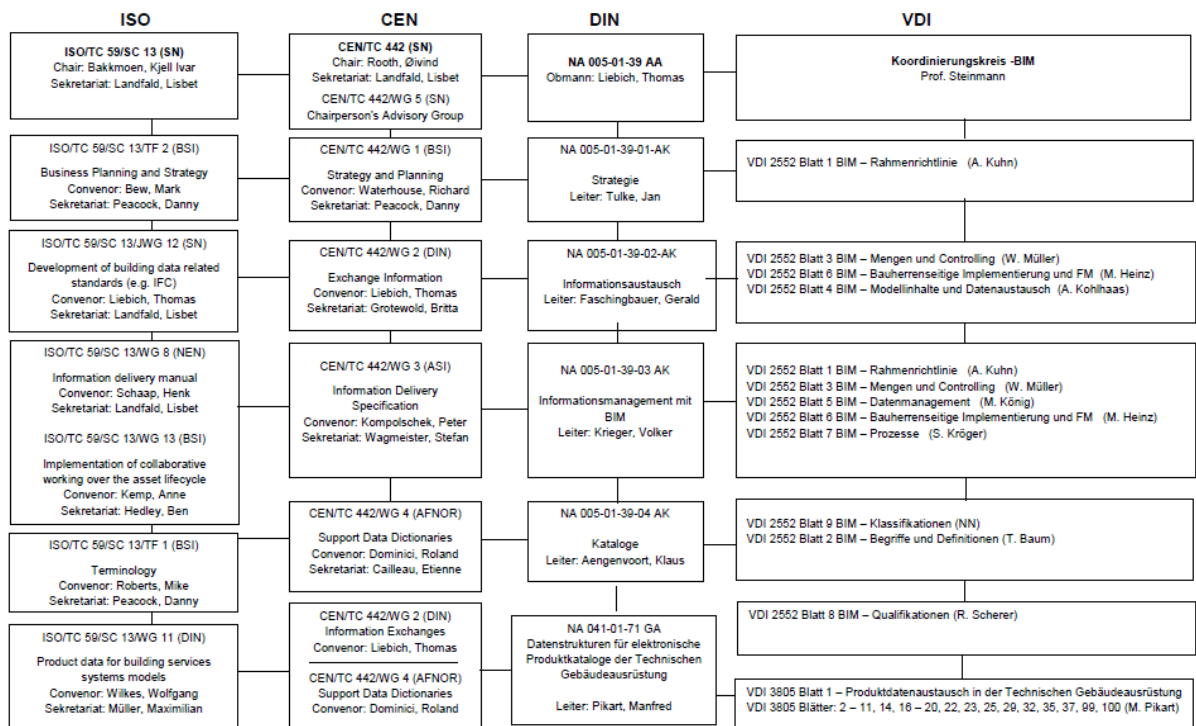 ISO
CEN
DIN
VDI
ISO/TC 59/SC 13 (SN)
Chair: Bakkmoen, Kjell Ivar
Sekretariat: Landfald, Lisbet
CEN/TC 442 (SN)
Chair: Rooth, Øivind
Sekretariat: Landfald, Lisbet
CEN/TC 442/WG 5 (SN)
Chairperson's Advisory Group
NA 005-01-39 AA
Obmann: Liebich, Thomas
Koordinierungskreis -BIM
Prof. Steinmann
ISO/TC 59/SC 13/TF 2 (BSI)
Business Planning and Strategy
Convenor: Bew, Mark
Sekretariat: Peacock, Danny
CEN/TC 442/WG 1 (BSI)
Strategy and Planning
Convenor: Waterhouse, Richard
Sekretariat: Peacock, Danny
NA 005-01-39-01-AK
Strategie
Leiter: Tulke, Jan
VDI 2552 Blatt 1 BIM – Rahmenrichtlinie (A. Kuhn)
ISO/TC 59/SC 13/JWG 12 (SN)
Development of building data related
standards (e.g. IFC)
Convenor: Liebich, Thomas
Sekretariat: Landfald, Lisbet
CEN/TC 442/WG 2 (DIN)
Exchange Information
Convenor: Liebich, Thomas
Sekretariat: Grotewold, Britta
NA 005-01-39-02-AK
Informationsaustausch
Leiter: Faschingbauer, Gerald
VDI 2552 Blatt 3 BIM – Mengen und Controlling (W. Müller)
VDI 2552 Blatt 6 BIM – Bauherrenseitige Implementierung und FM (M. Heinz)
VDI 2552 Blatt 4 BIM – Modellinhalte und Datenaustausch (A. Kohlhaas)
ISO/TC 59/SC 13/WG 8 (NEN)
Information delivery manual
Convenor: Schaap, Henk
Sekretariat: Landfald, Lisbet
ISO/TC 59/SC 13/WG 13 (BSI)
Implementation of collaborative
working over the asset lifecycle
Convenor: Kemp, Anne
Sekretariat: Hedley, Ben
CEN/TC 442/WG 3 (ASI)
Information Delivery
Specification
Convenor: Kompolschek, Peter
Sekretariat: Wagmeister, Stefan
NA 005-01-39-03 AK
Informationsmanagement mit
BIM
Leiter: Krieger, Volker
VDI 2552 Blatt 1 BIM – Rahmenrichtlinie (A. Kuhn)
VDI 2552 Blatt 3 BIM – Mengen und Controlling (W. Müller)
VDI 2552 Blatt 5 BIM – Datenmanagement (M. König)
VDI 2552 Blatt 6 BIM – Bauherrenseitige Implementierung und FM (M. Heinz)
VDI 2552 Blatt 7 BIM – Prozesse (S. Kröger)
ISO/TC 59/SC 13/TF 1 (BSI)
Terminology
Convenor: Roberts, Mike
Sekretariat: Peacock, Danny
CEN/TC 442/WG 4 (AFNOR)
Support Data Dictionaries
Convenor: Dominici, Roland
Sekretariat: Cailleau, Etienne
NA 005-01-39-04 AK
Kataloge
Leiter: Aengenvoort, Klaus
VDI 2552 Blatt 9 BIM – Klassifikationen (NN)
VDI 2552 Blatt 2 BIM – Begriffe und Definitionen (T. Baum)
VDI 2552 Blatt 8 BIM – Qualifikationen (R. Scherer)
ISO/TC 59/SC 13/WG 11 (DIN)
Product data for building services
systems models
Convenor: Wilkes, Wolfgang
Sekretariat: Müller, Maximilian
CEN/TC 442/WG 2 (DIN)
Information Exchanges
Convenor: Liebich, Thomas
CEN/TC 442/WG 4 (AFNOR)
Support Data Dictionaries
Convenor: Dominici, Roland
NA 041-01-71 GA
Datenstrukturen für elektronische
Produktkataloge der Technischen
Gebäudeausrüstung
Leiter: Pikart, Manfred
VDI 3805 Blatt 1 – Produktdatenaustausch in der Technischen Gebäudeausrüstung
VDI 3805 Blätter: 2 – 11, 14, 16 – 20, 22, 23, 25, 29, 32, 35, 37, 99, 100 (M. Pikart)